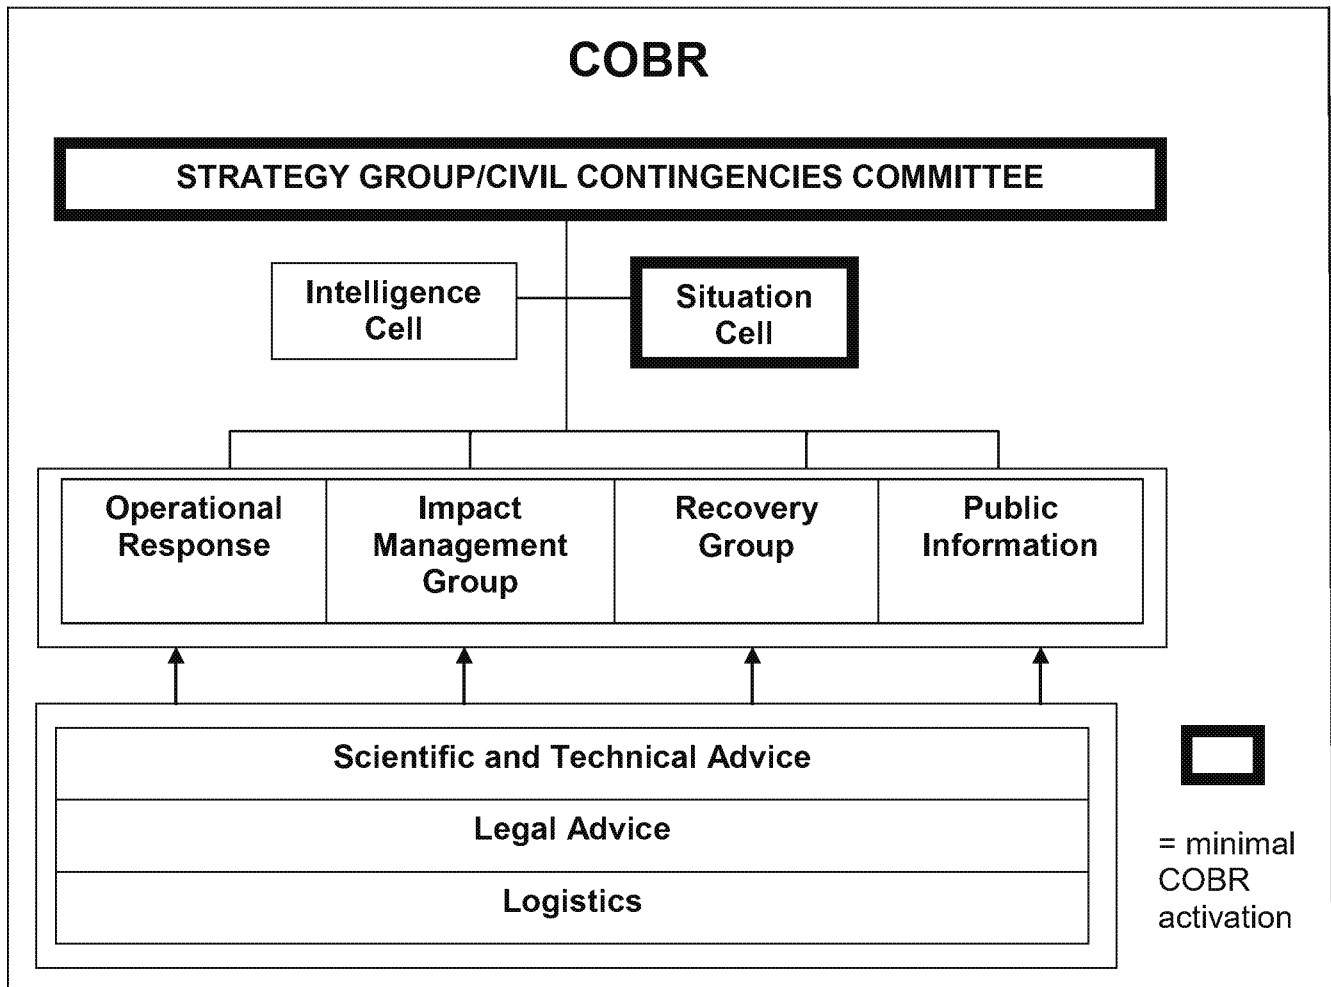 COBR
STRATEGY GROUP/CIVIL CONTINGENCIES COMMITTEE
Intelligence
Cell
Situation
Cell
Operational
Response
Impact
Management
Group
Recovery
Group
Public
Information
Scientific and Technical Advice
Legal Advice
Logistics
= minimal
COBR
activation